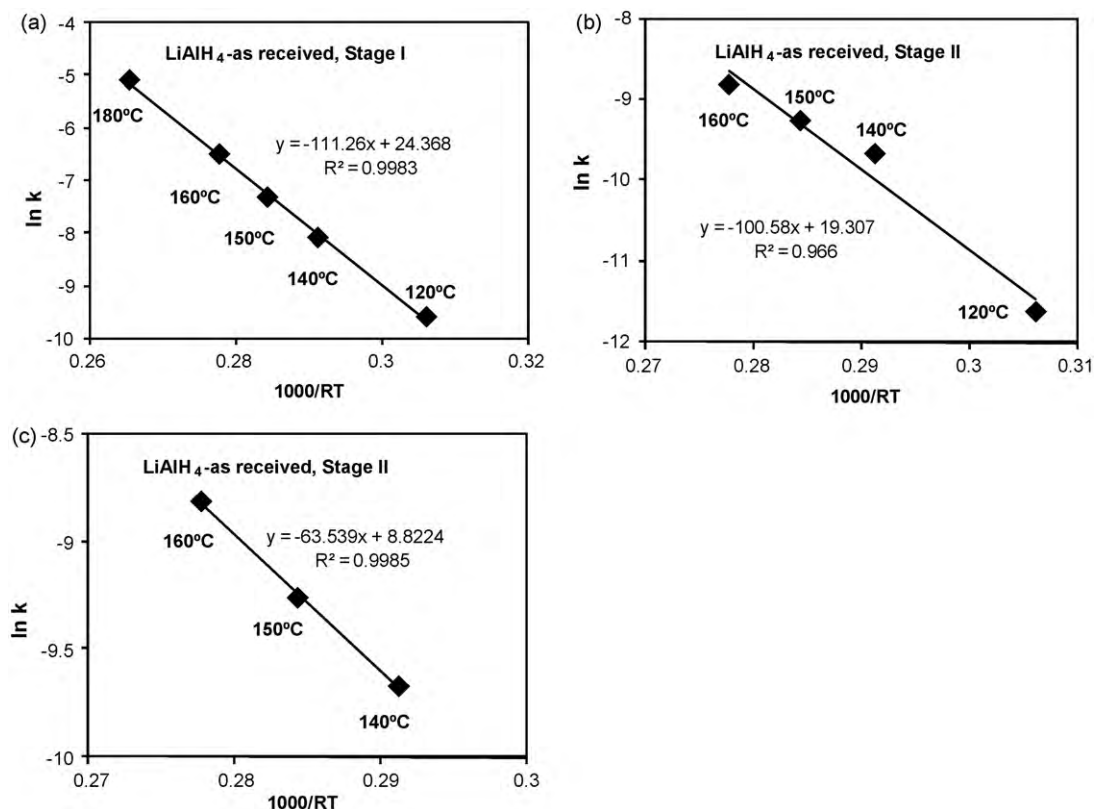 (a)
LiAlH4-as received, Stage I
y = -111.26x + 24.368
R² = 0.9983
180ºC
160ºC
150ºC
140ºC
120ºC
ln k
-4
-5
-6
-7
-8
-9
-10
0.26
0.28
0.3
0.32
1000/RT
(b)
LiAlH4-as received, Stage II
160ºC
150ºC
140ºC
y = -100.58x + 19.307
R² = 0.966
120ºC
ln k
-8
-9
-10
-11
-12
0.27
0.28
0.29
0.3
0.31
1000/RT
(c)
LiAlH4-as received, Stage II
y = -63.539x + 8.8224
R² = 0.9985
160ºC
150ºC
140ºC
ln k
-8.5
-9
-9.5
-10
0.27
0.28
0.29
0.3
1000/RT